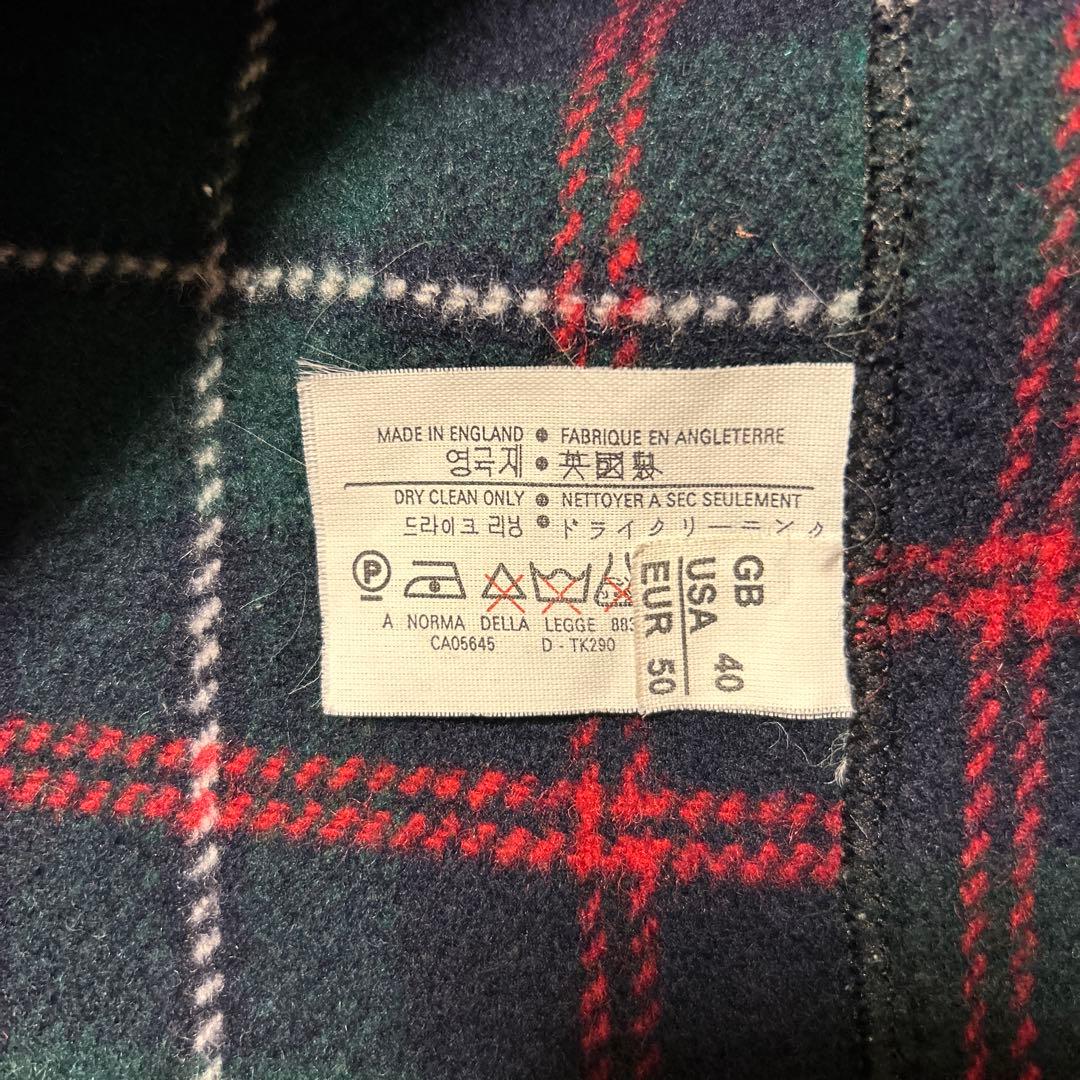 MADE IN ENGLAND ● FABRIQUE EN ANGLETERRE
영국제 ● 英國製
DRY CLEAN ONLY ● NETTOYER A SEC SEULEMENT
드라이크리닝 ● ドライクリーニング
P
A NORMA DELLA LEGGE 883
CA05645 D - TK290
GB
USA 40
EUR 50